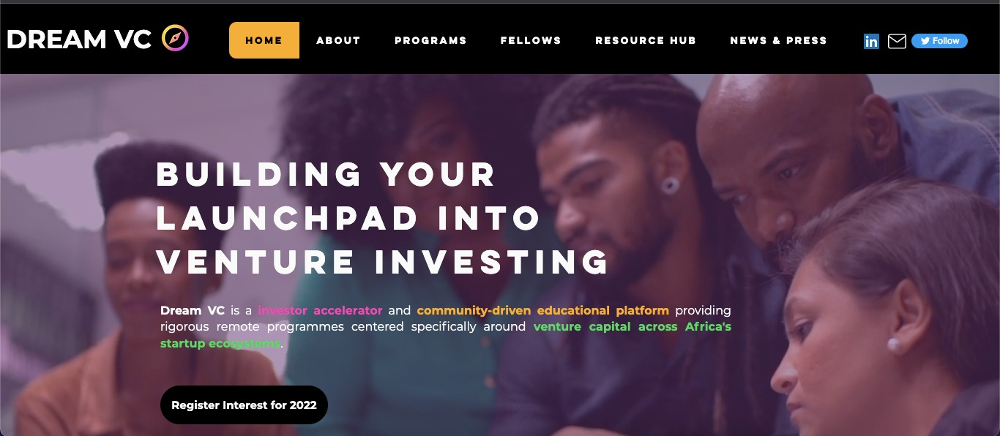 DREAM VC
HOME ABOUT PROGRAMS FELLOWS RESOURCE HUB NEWS & PRESS
in Follow
BUILDING YOUR
LAUNCHPAD INTO
VENTURE INVESTING
Dream VC is a investor accelerator and community-driven educational platform providing
rigorous remote programmes centered specifically around venture capital across Africa's
startup ecosystems.
Register Interest for 2022